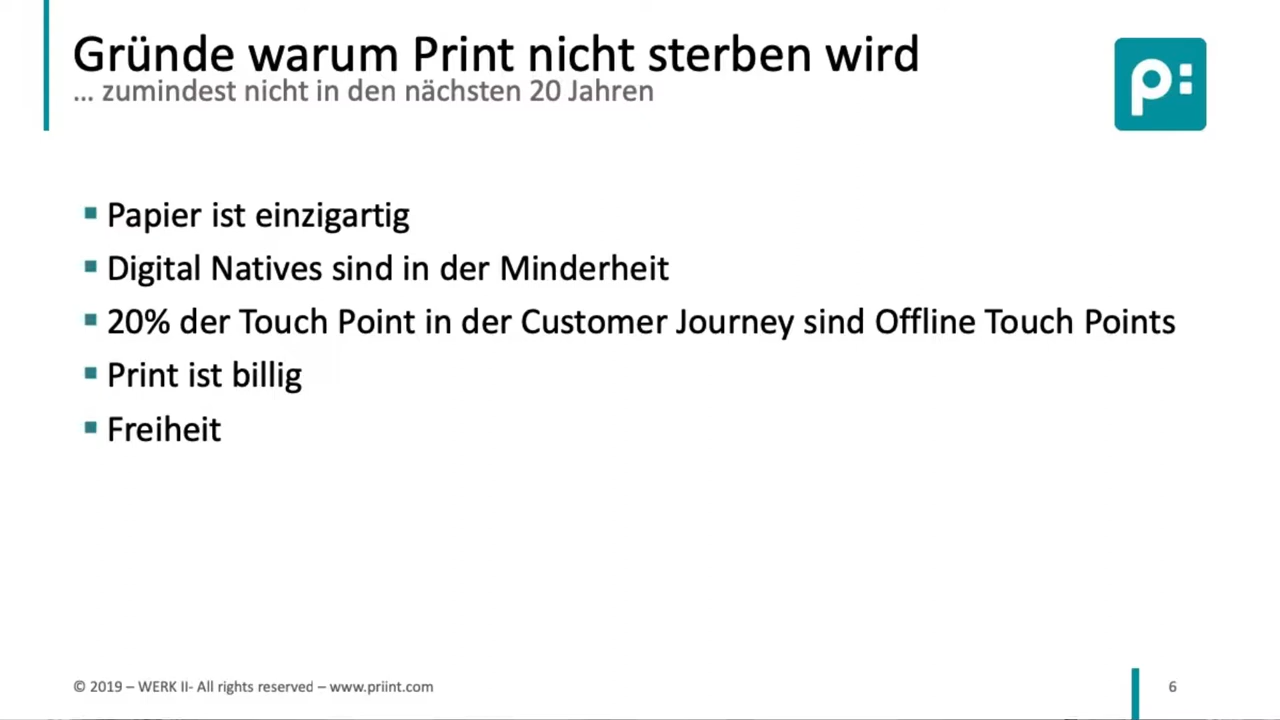 Gründe warum Print nicht sterben wird
... zumindest nicht in den nächsten 20 Jahren
p:
▪ Papier ist einzigartig
▪ Digital Natives sind in der Minderheit
▪ 20% der Touch Point in der Customer Journey sind Offline Touch Points
▪ Print ist billig
▪ Freiheit
© 2019 – WERK II- All rights reserved – www.priint.com
6